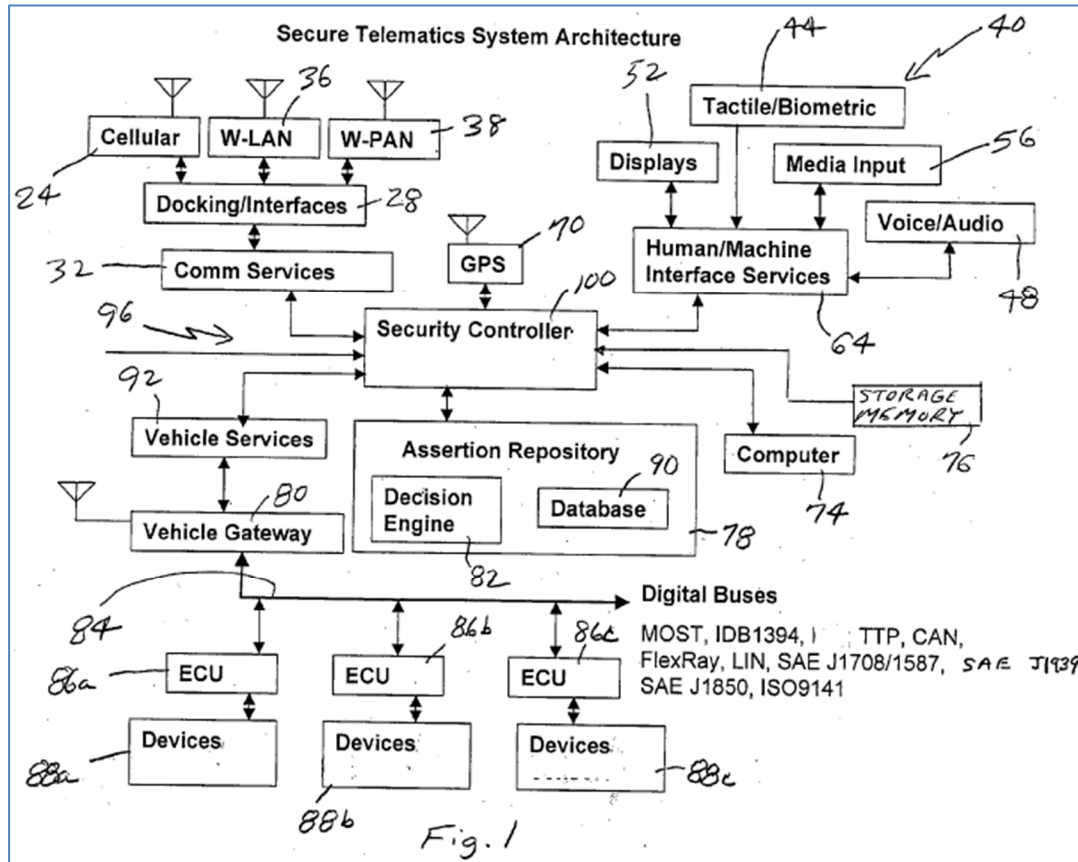 Secure Telematics System Architecture
44
40
36
52
Tactile/Biometric
Cellular
W-LAN
W-PAN
38
24
Displays
Media Input
56
Docking/Interfaces
28
70
Voice/Audio
32
Comm Services
GPS
Human/Machine
Interface Services
48
100
96
Security Controller
64
92
STORAGE
MEMORY
76
Vehicle Services
Assertion Repository
Computer
74
90
80
Decision
Engine
Database
Vehicle Gateway
82
78
84
Digital Buses
86b
86c
MOST, IDB1394, TTP, CAN,
FlexRay, LIN, SAE J1708/1587, SAE J1939
SAE J1850, ISO9141
86a
ECU
ECU
ECU
Devices
Devices
Devices
88a
88b
88c
Fig. 1